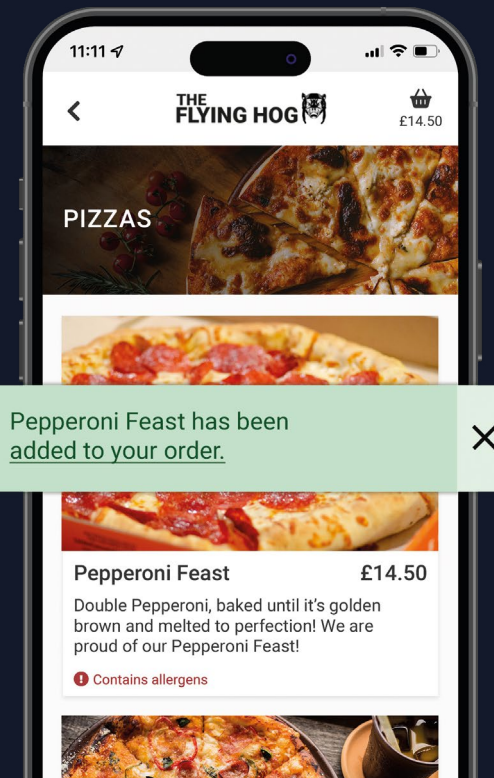 11:11
THE
FLYING HOG
£14.50
PIZZAS
Pepperoni Feast has been
added to your order.
Pepperoni Feast £14.50
Double Pepperoni, baked until it's golden
brown and melted to perfection! We are
proud of our Pepperoni Feast!
Contains allergens